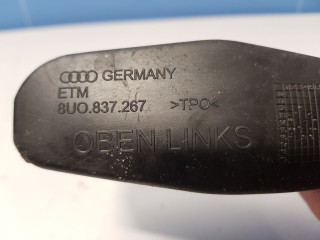 GERMANY
ETM
8U0.837.267 >TPO<
OBEN LINKS